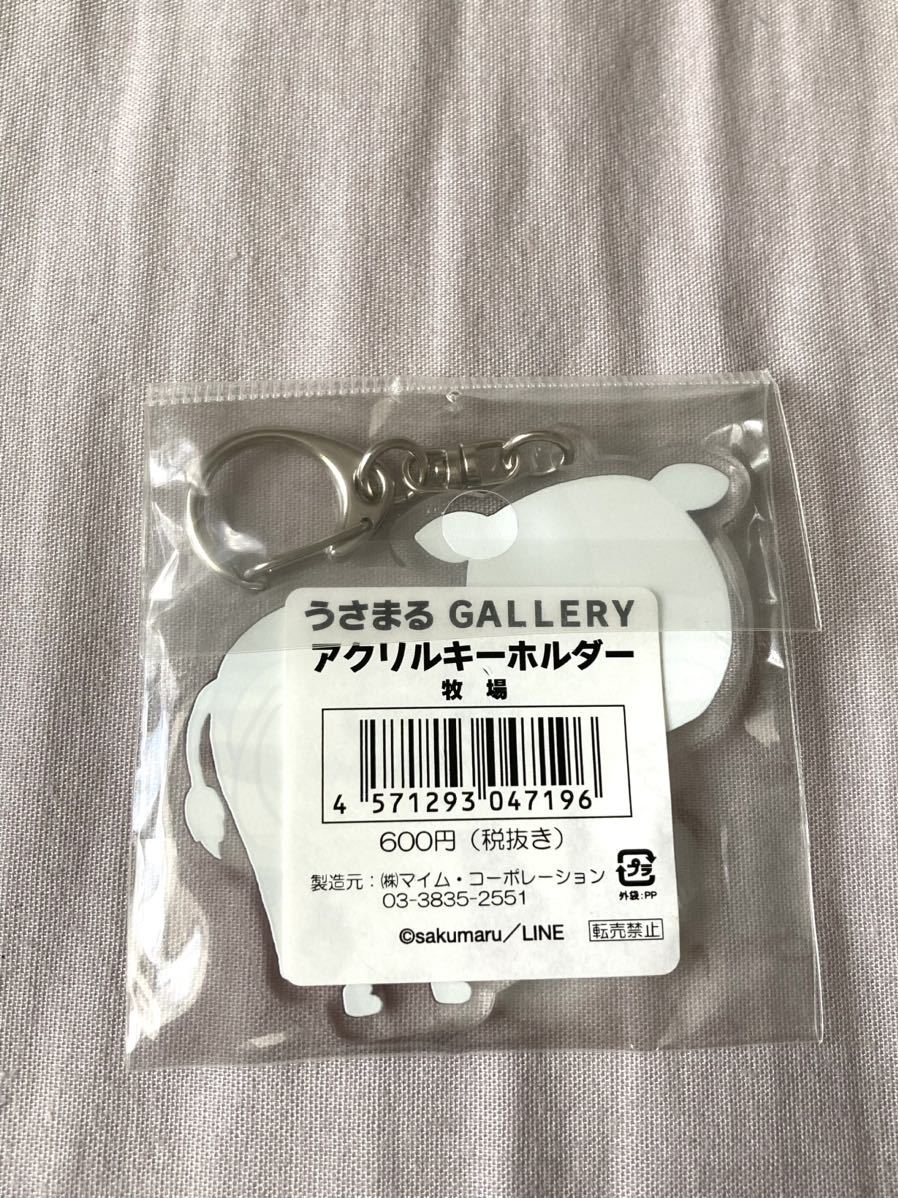 うさまる GALLERY
アクリルキーホルダー
牧 場
4 571293 047196
600円（税抜き）
製造元：㈱マイム・コーポレーション
03-3835-2551
プラ
外袋：PP
©sakumaru／LINE 転売禁止